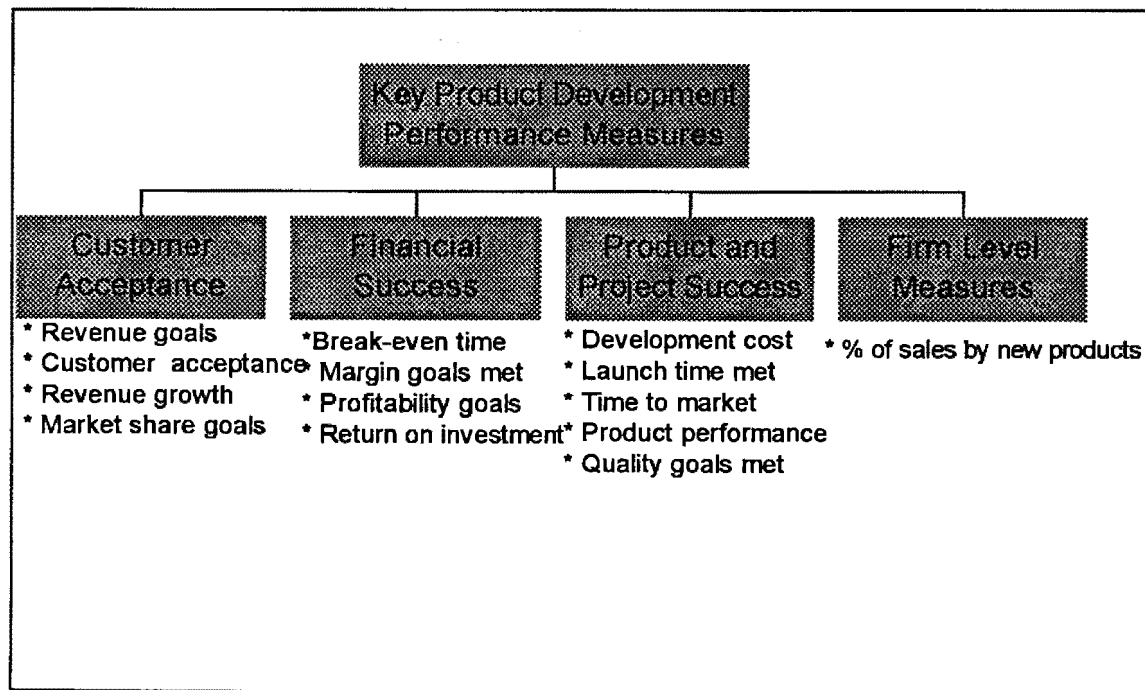 Key Product Development
Performance Measures
Customer
Acceptance
* Revenue goals
* Customer acceptance
* Revenue growth
* Market share goals
Financial
Success
*Break-even time
* Margin goals met
* Profitability goals
* Return on investment
Product and
Project Success
* Development cost
* Launch time met
* Time to market
* Product performance
* Quality goals met
Firm Level
Measures
* % of sales by new products